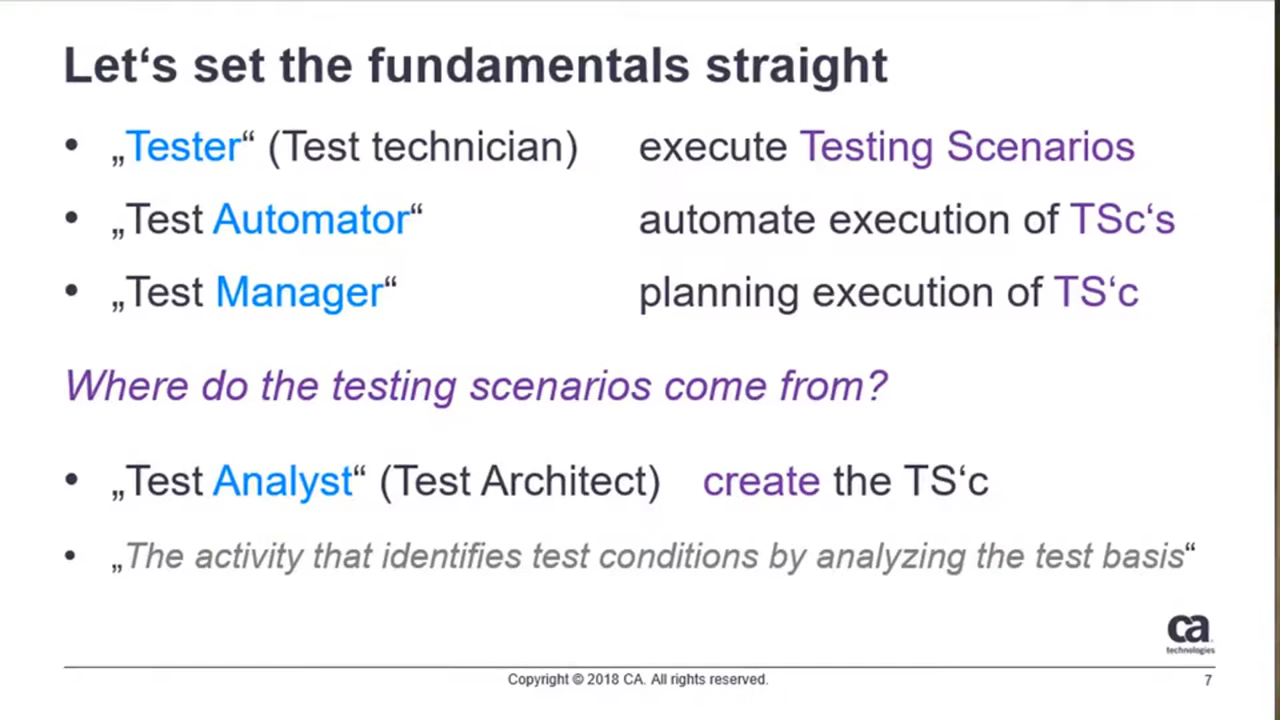 Let‘s set the fundamentals straight
• „Tester“ (Test technician) execute Testing Scenarios
• „Test Automator“ automate execution of TSc‘s
• „Test Manager“ planning execution of TS‘c
Where do the testing scenarios come from?
• „Test Analyst“ (Test Architect) create the TS‘c
• „The activity that identifies test conditions by analyzing the test basis“
ca
technologies
Copyright © 2018 CA. All rights reserved.
7